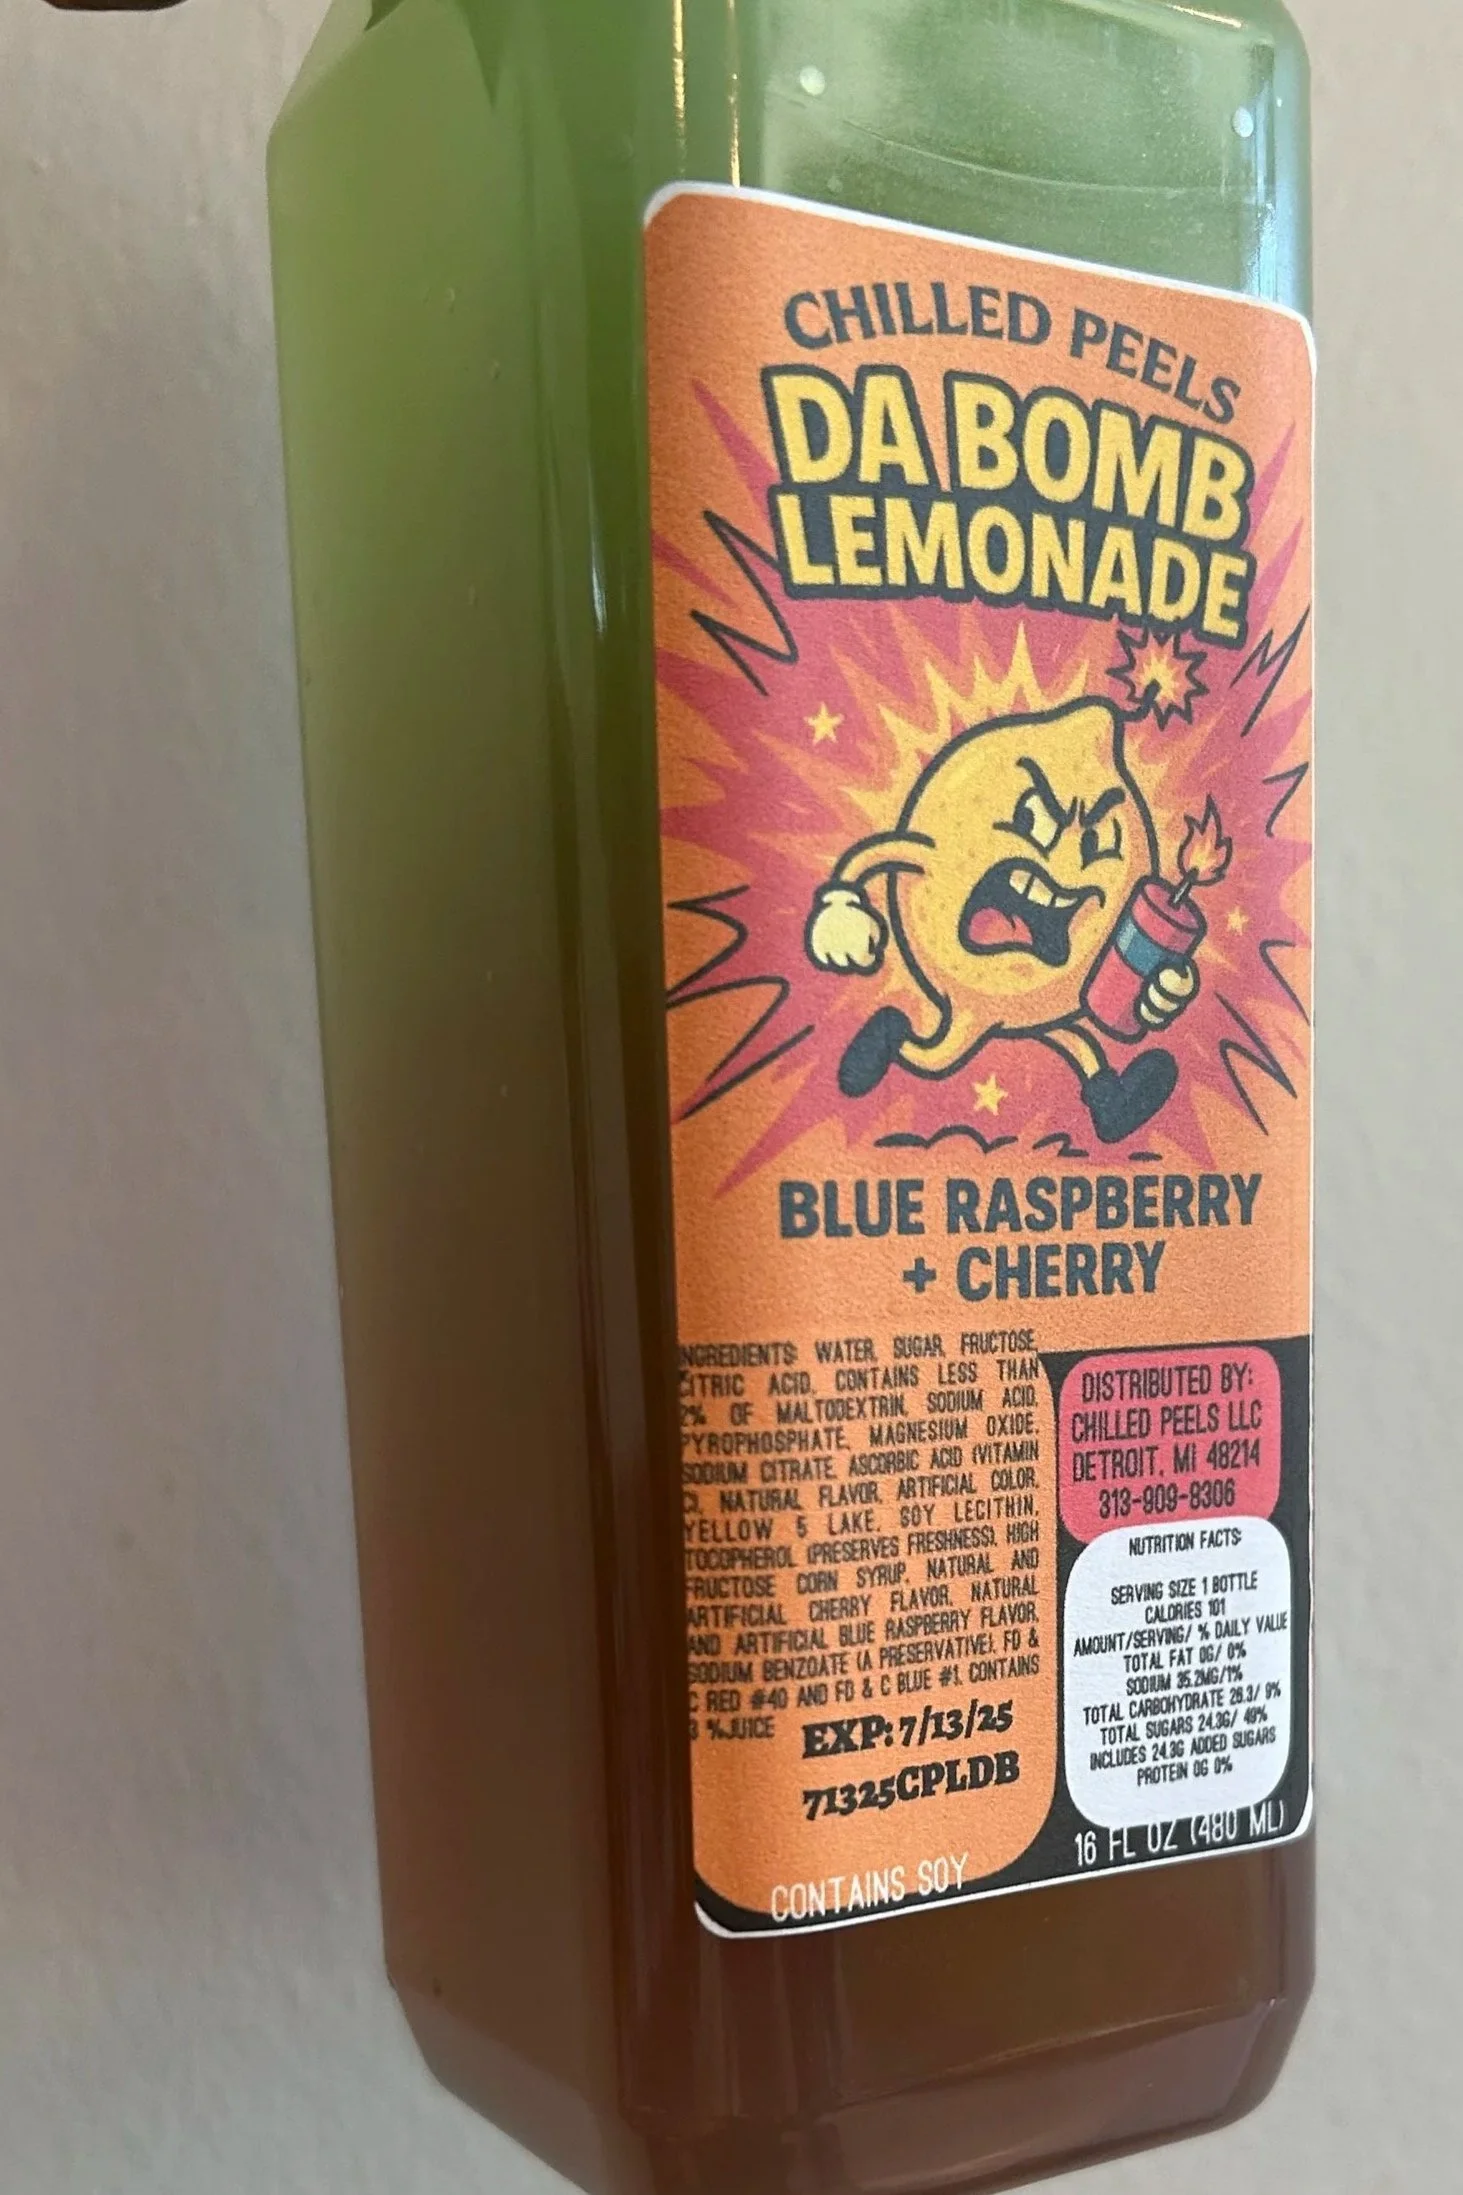 CHILLED PEELS
DA BOMB
LEMONADE
BLUE RASPBERRY
+ CHERRY
NGREDIENTS: WATER, SUGAR, FRUCTOSE,
CITRIC ACID, CONTAINS LESS THAN
2% OF MALTODEXTRIN, SODIUM ACID,
PYROPHOSPHATE, MAGNESIUM OXIDE,
SODIUM CITRATE, ASCORBIC ACID (VITAMIN
C), NATURAL FLAVOR, ARTIFICIAL COLOR,
YELLOW 5 LAKE, SOY LECITHIN,
TOCOPHEROL (PRESERVES FRESHNESS), HIGH
FRUCTOSE CORN SYRUP, NATURAL AND
ARTIFICIAL CHERRY FLAVOR, NATURAL
AND ARTIFICIAL BLUE RASPBERRY FLAVOR,
SODIUM BENZOATE (A PRESERVATIVE), FD &
C RED #40 AND FD & C BLUE #1. CONTAINS
3 %JUICE
EXP: 7/13/25
71325CPLDB
CONTAINS SOY
DISTRIBUTED BY:
CHILLED PEELS LLC
DETROIT, MI 48214
313-909-8306
NUTRITION FACTS:
SERVING SIZE 1 BOTTLE
CALORIES 101
AMOUNT/SERVING/ % DAILY VALUE
TOTAL FAT 0G/ 0%
SODIUM 35.2MG/1%
TOTAL CARBOHYDRATE 26.3/ 9%
TOTAL SUGARS 24.3G/ 49%
INCLUDES 24.3G ADDED SUGARS
PROTEIN 0G 0%
16 FL OZ (480 ML)